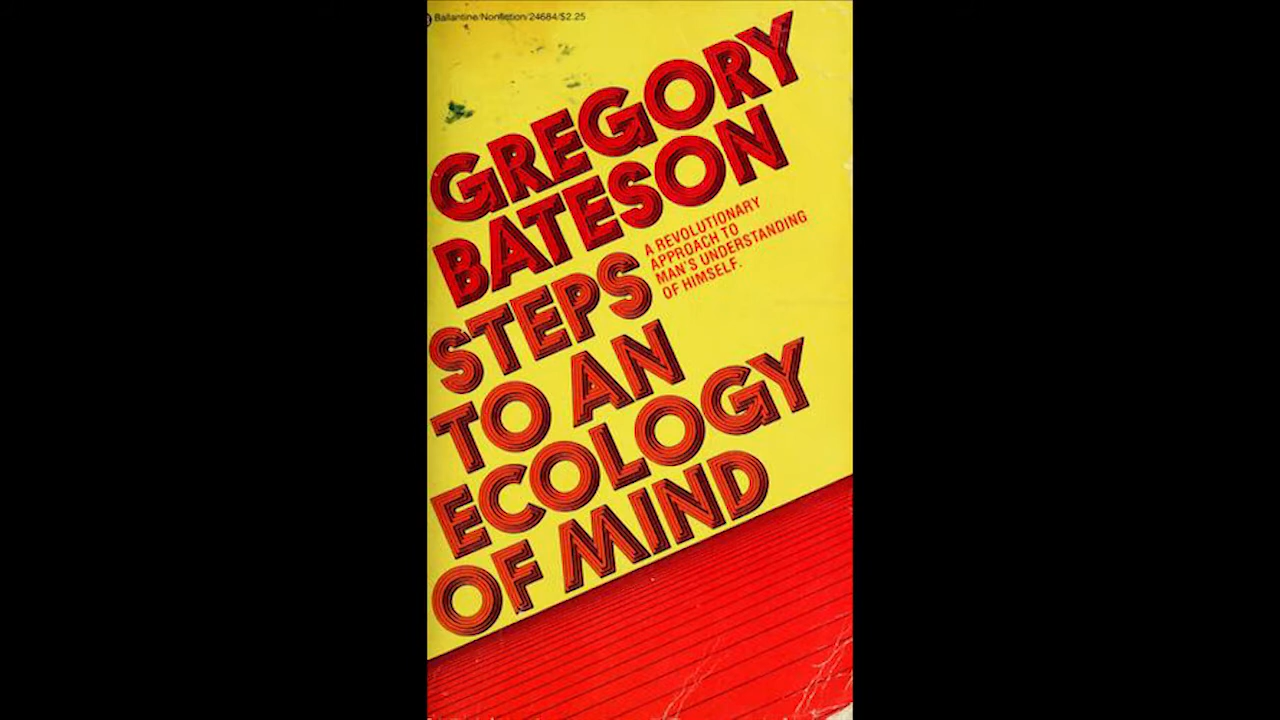 Ballantine/Nonfiction/24684/$2.25
GREGORY
BATESON
STEPS
TO AN
ECOLOGY
OF MIND
A REVOLUTIONARY
APPROACH TO
MAN'S UNDERSTANDING
OF HIMSELF.